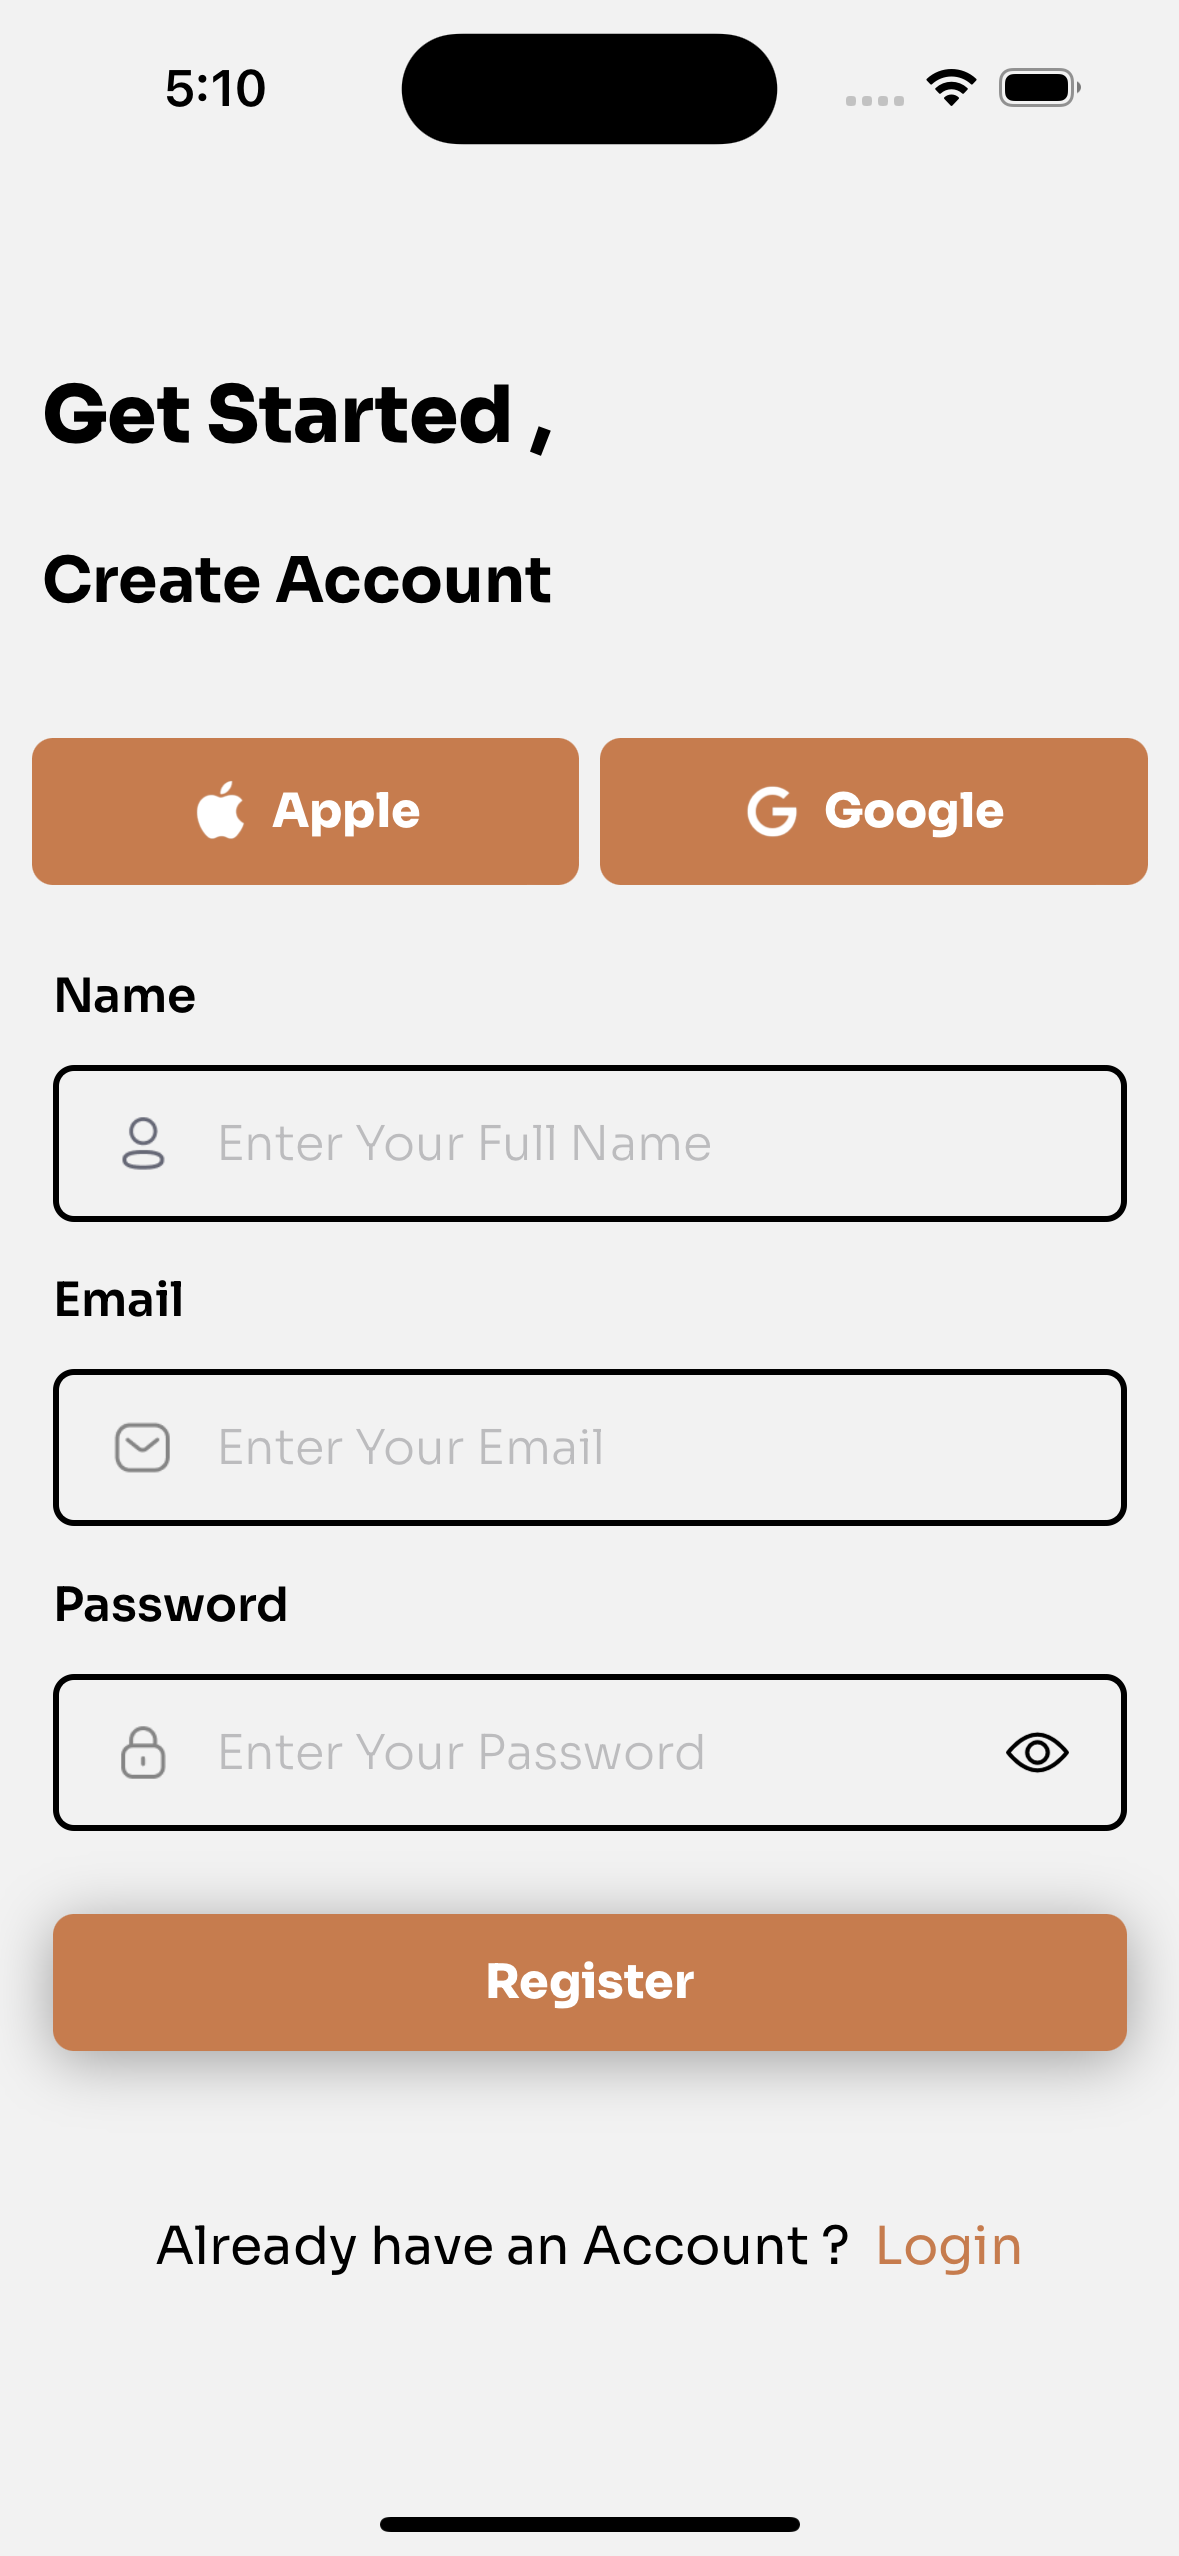 5:10
Get Started ,
Create Account
Apple
Google
Name
Enter Your Full Name
Email
Enter Your Email
Password
Enter Your Password
Register
Already have an Account ? Login